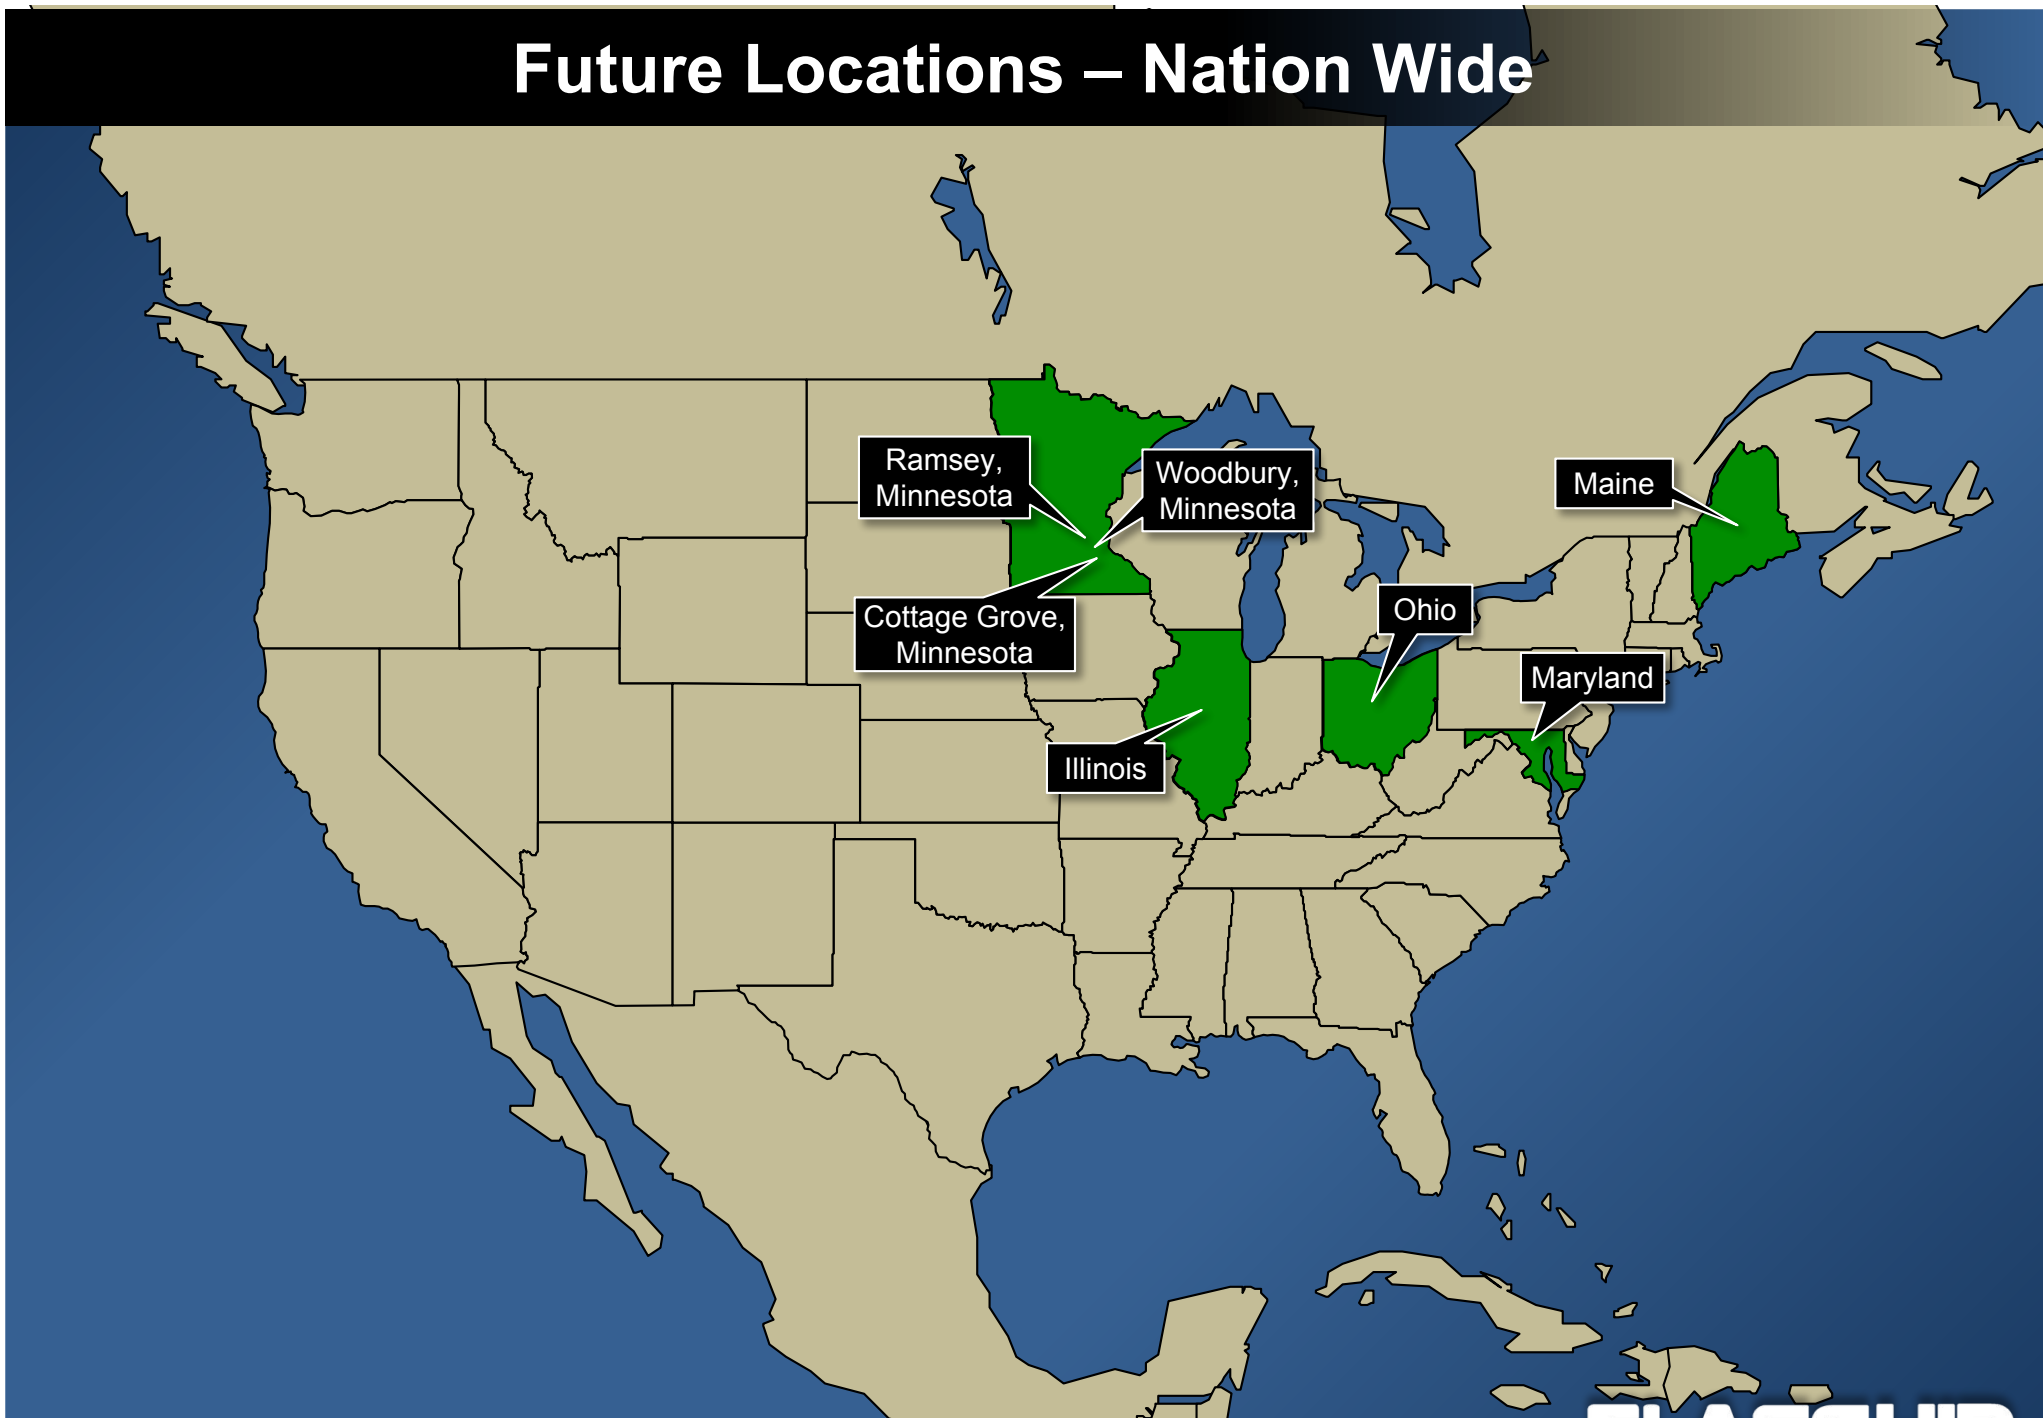 Future Locations – Nation Wide
Ramsey,
Minnesota
Woodbury,
Minnesota
Maine
Cottage Grove,
Minnesota
Ohio
Maryland
Illinois